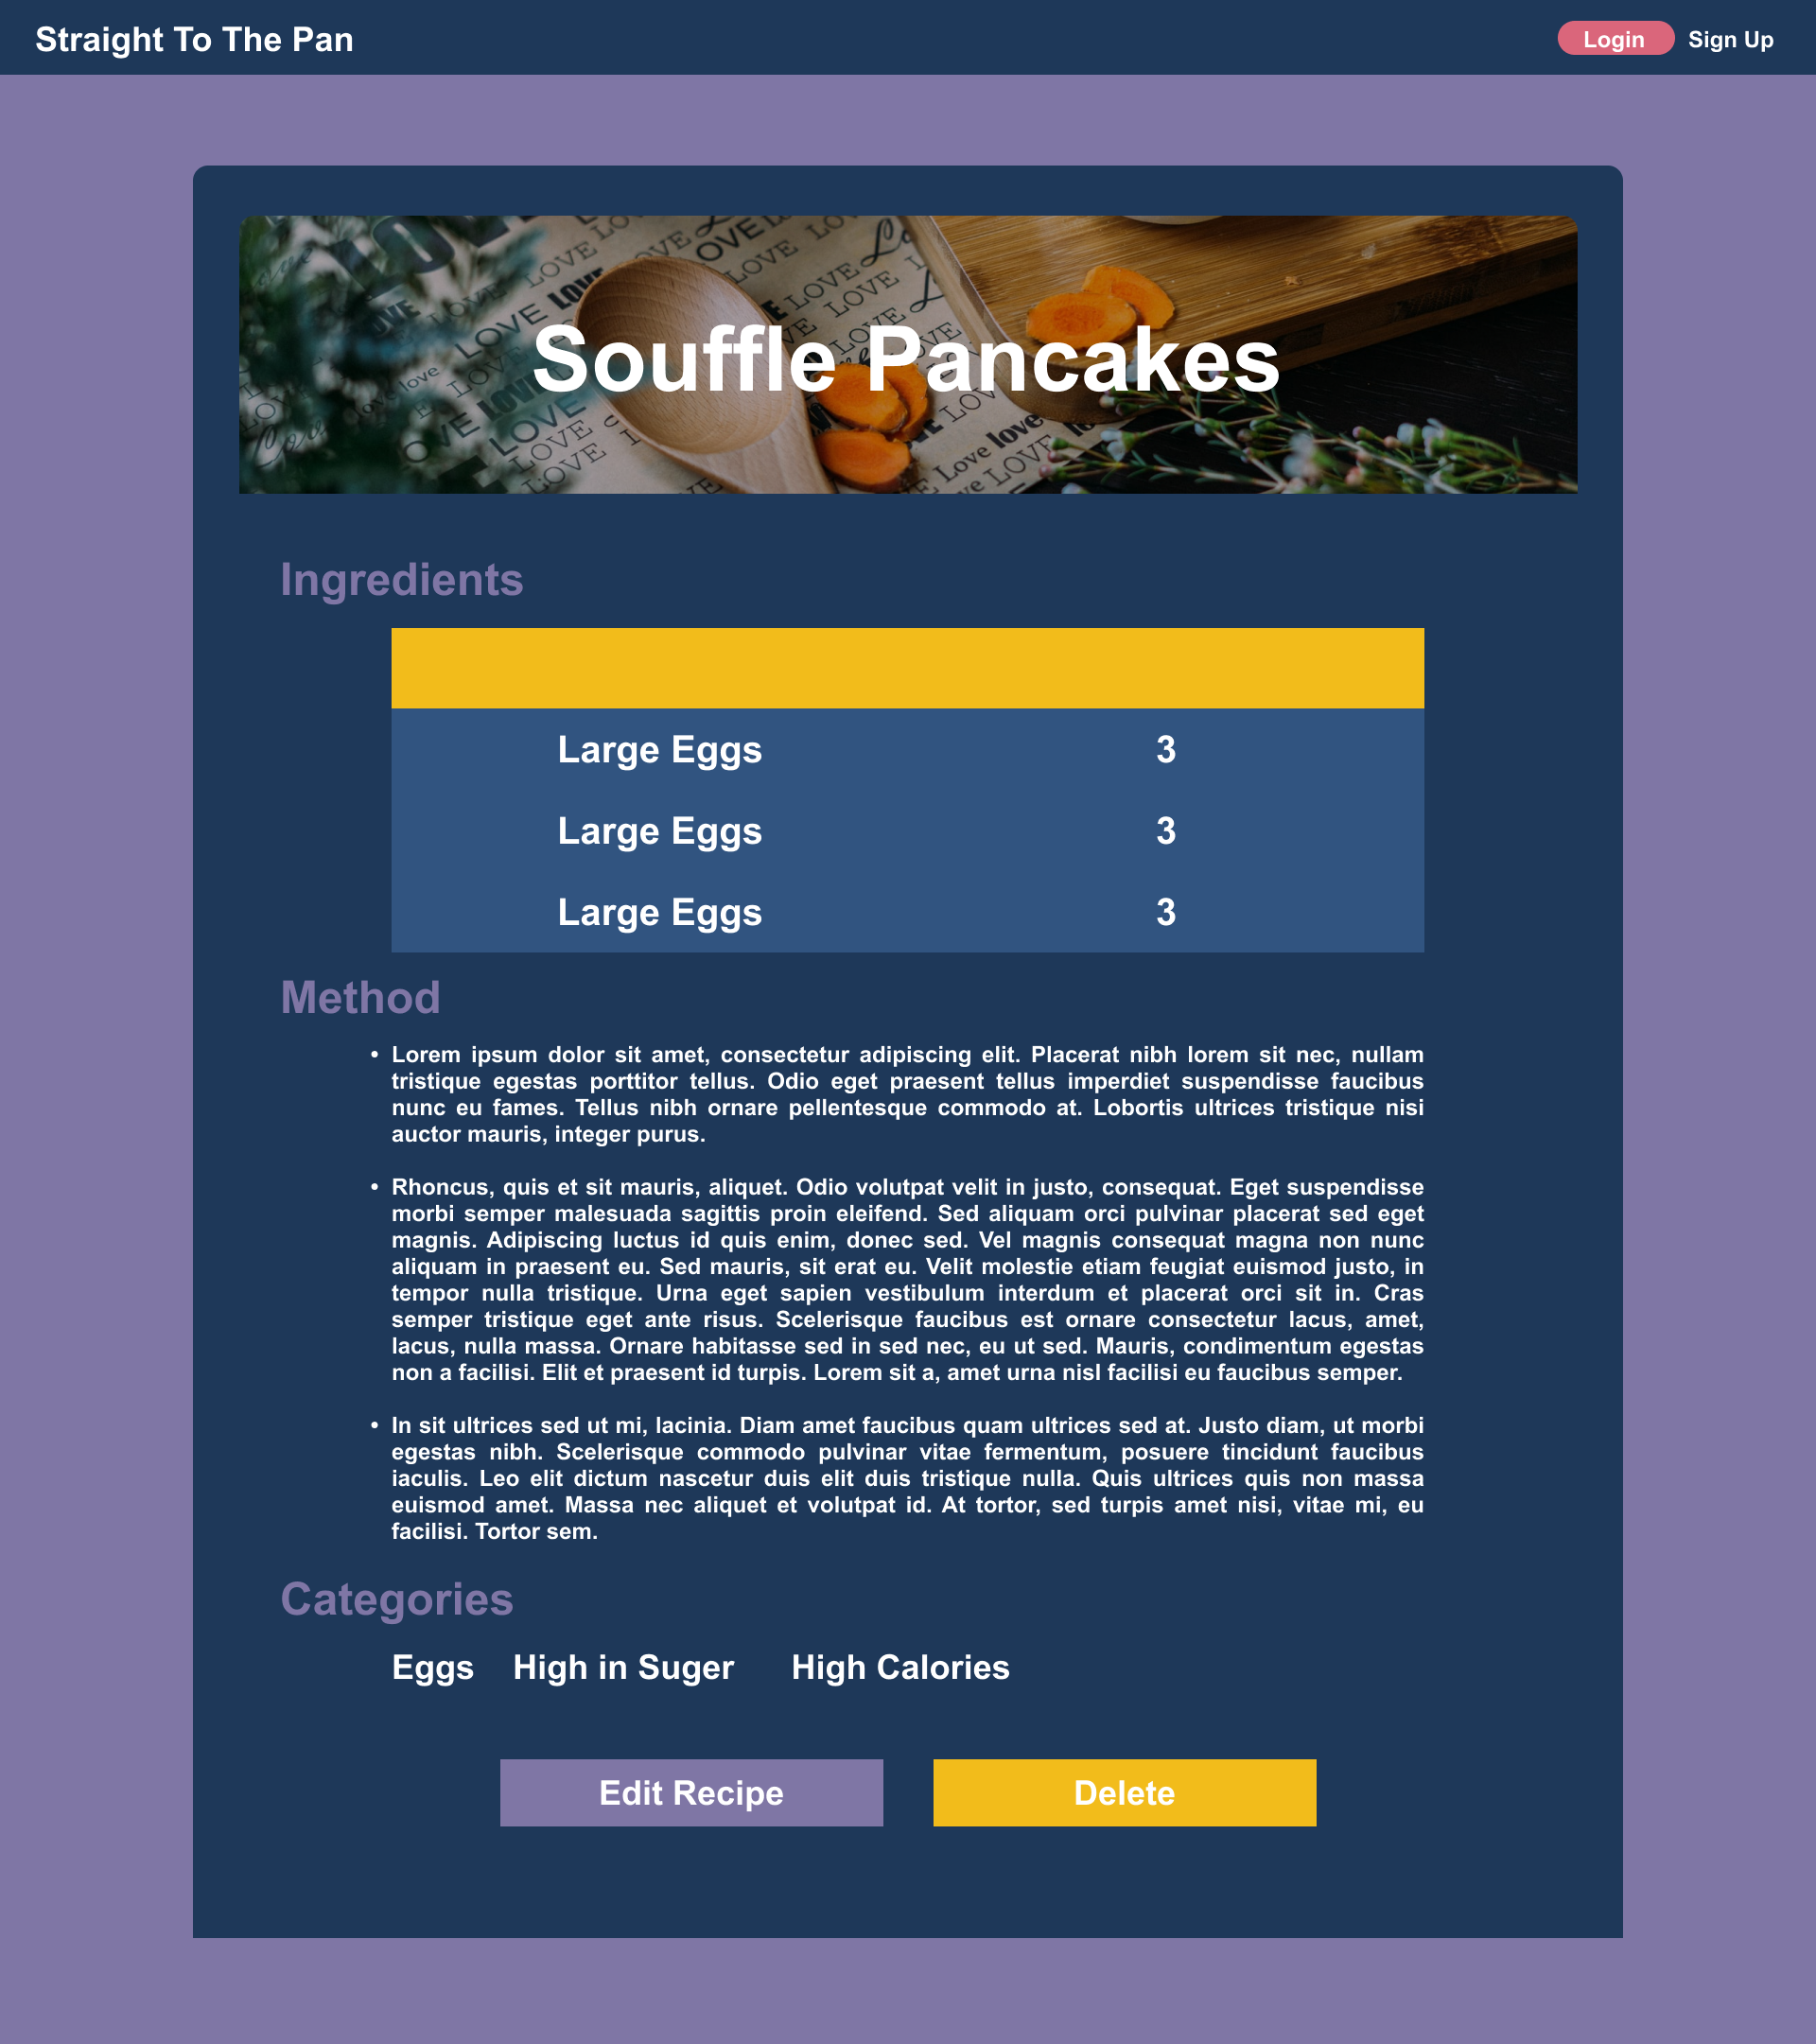 Straight To The Pan
Login
Sign Up
Souffle Pancakes
Ingredients
Large Eggs 3
Large Eggs 3
Large Eggs 3
Method
• Lorem ipsum dolor sit amet, consectetur adipiscing elit. Placerat nibh lorem sit nec, nullam
tristique egestas porttitor tellus. Odio eget praesent tellus imperdiet suspendisse faucibus
nunc eu fames. Tellus nibh ornare pellentesque commodo at. Lobortis ultrices tristique nisi
auctor mauris, integer purus.
• Rhoncus, quis et sit mauris, aliquet. Odio volutpat velit in justo, consequat. Eget suspendisse
morbi semper malesuada sagittis proin eleifend. Sed aliquam orci pulvinar placerat sed eget
magnis. Adipiscing luctus id quis enim, donec sed. Vel magnis consequat magna non nunc
aliquam in praesent eu. Sed mauris, sit erat eu. Velit molestie etiam feugiat euismod justo, in
tempor nulla tristique. Urna eget sapien vestibulum interdum et placerat orci sit in. Cras
semper tristique eget ante risus. Scelerisque faucibus est ornare consectetur lacus, amet,
lacus, nulla massa. Ornare habitasse sed in sed nec, eu ut sed. Mauris, condimentum egestas
non a facilisi. Elit et praesent id turpis. Lorem sit a, amet urna nisl facilisi eu faucibus semper.
• In sit ultrices sed ut mi, lacinia. Diam amet faucibus quam ultrices sed at. Justo diam, ut morbi
egestas nibh. Scelerisque commodo pulvinar vitae fermentum, posuere tincidunt faucibus
iaculis. Leo elit dictum nascetur duis elit duis tristique nulla. Quis ultrices quis non massa
euismod amet. Massa nec aliquet et volutpat id. At tortor, sed turpis amet nisi, vitae mi, eu
facilisi. Tortor sem.
Categories
Eggs High in Suger High Calories
Edit Recipe
Delete